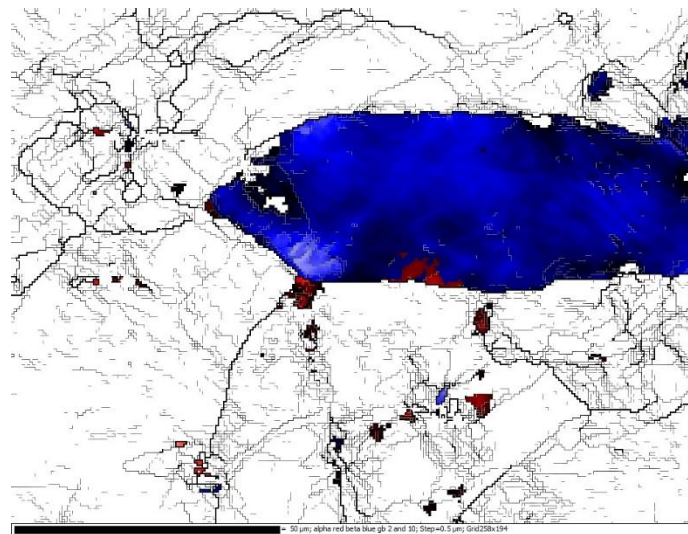 = 50 µm; alpha red beta blue gb 2 and 10; Step=0.5 µm; Grid258x194